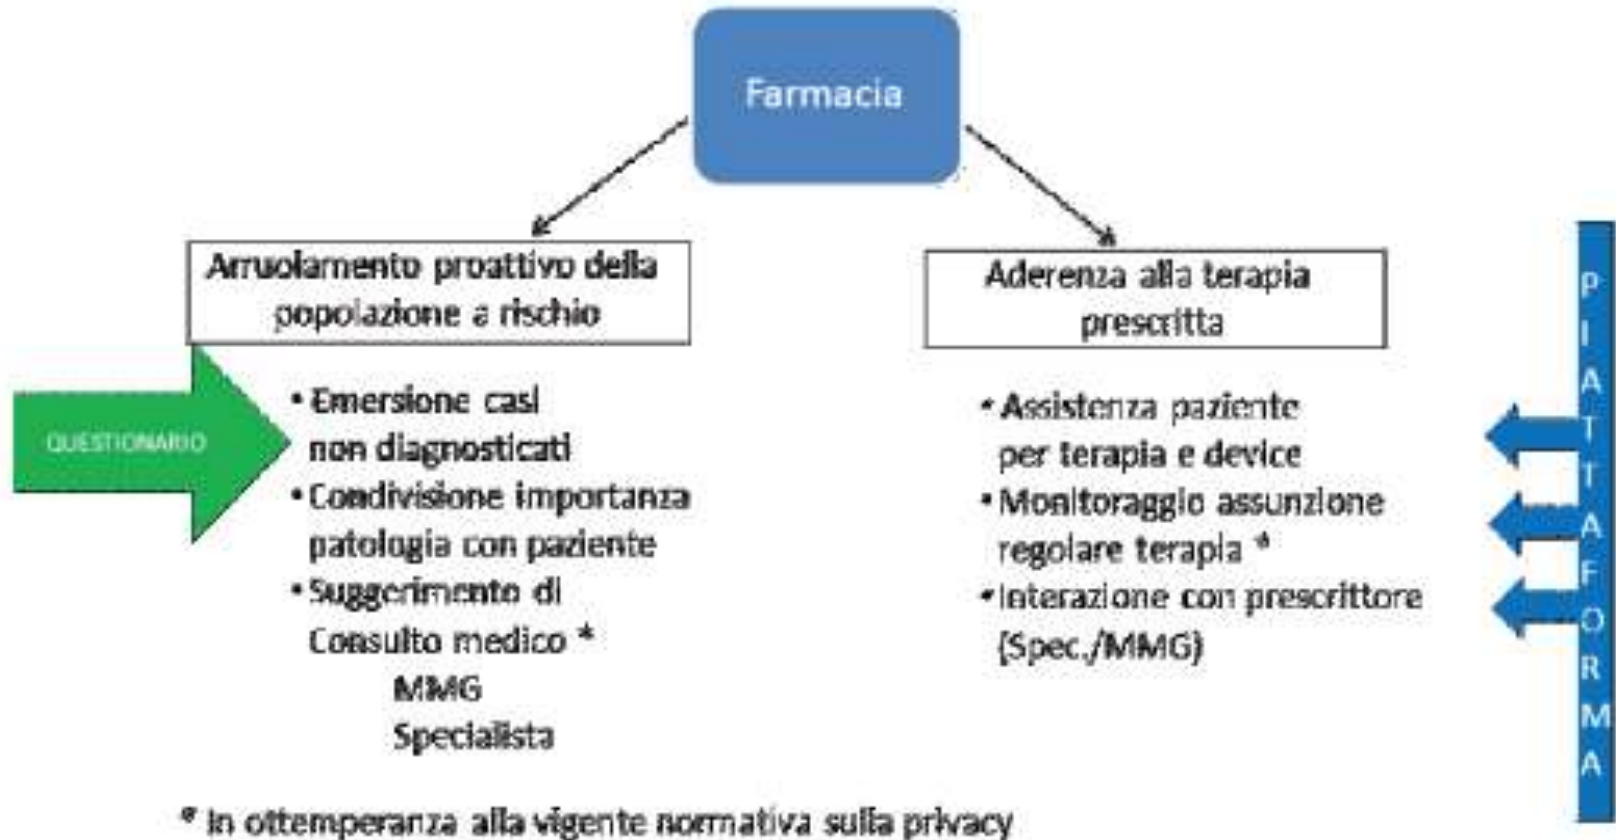 Farmacia
Arruolamento proattivo della
popolazione a rischio
QUESTIONARIO
• Emersione casi
non diagnosticati
• Condivisione importanza
patologia con paziente
• Suggerimento di
Consulto medico *
MMG
Specialista
Aderenza alla terapia
prescritta
• Assistenza paziente
per terapia e device
• Monitoraggio assunzione
regolare terapia *
• Interazione con prescrittore
(Spec./MMG)
PIATTAFORMA
* In ottemperanza alla vigente normativa sulla privacy